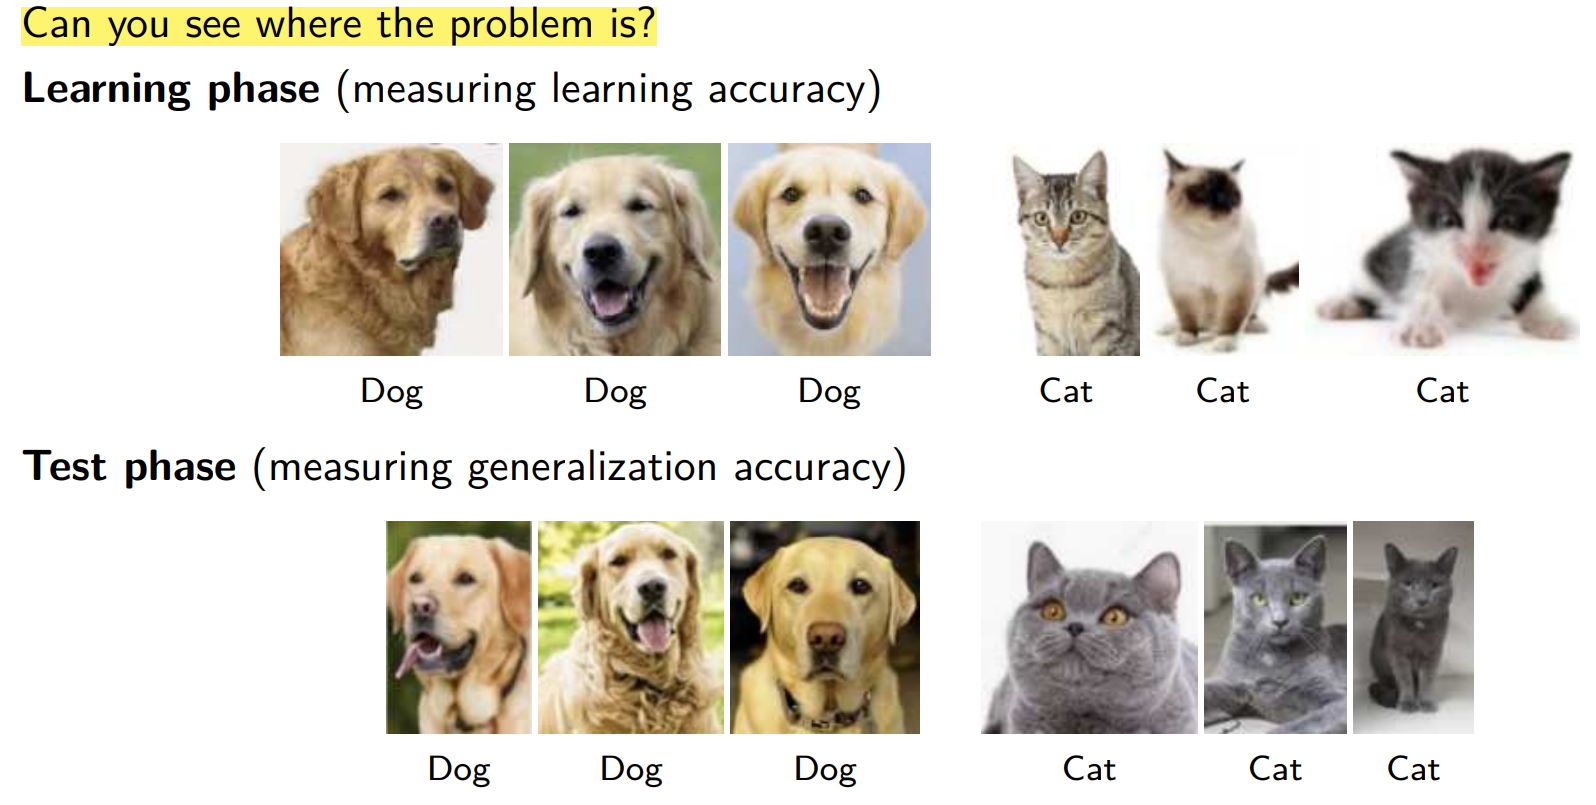 Can you see where the problem is?
Learning phase (measuring learning accuracy)
Dog Dog Dog Cat Cat Cat
Test phase (measuring generalization accuracy)
Dog Dog Dog Cat Cat Cat